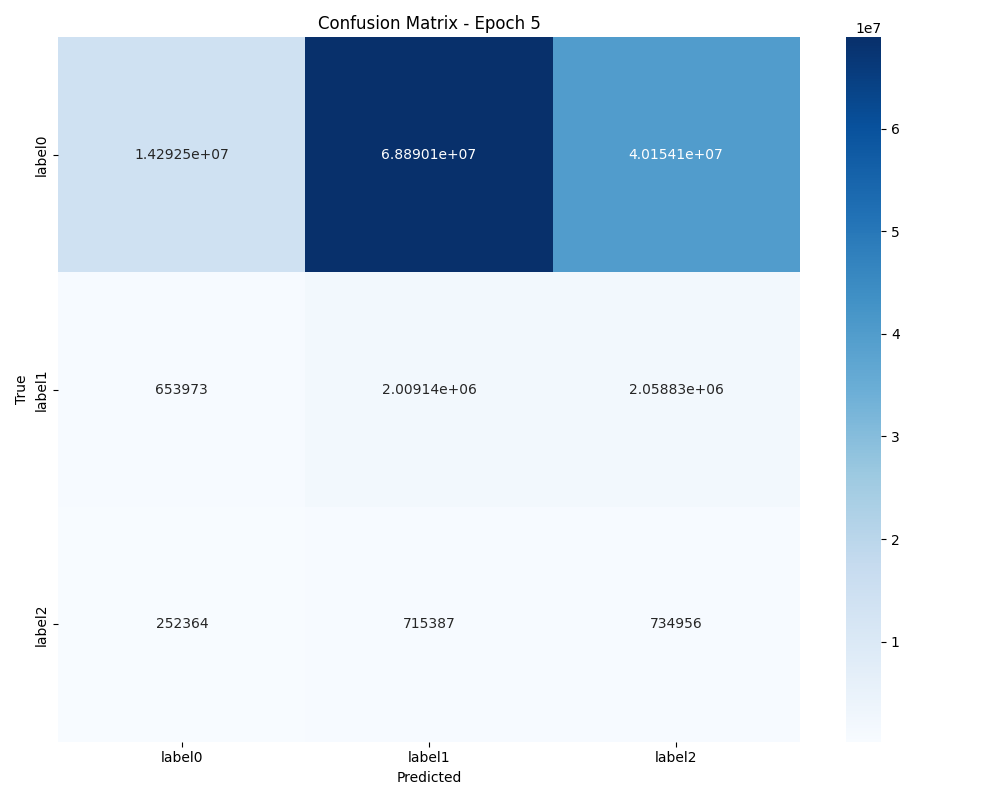 Confusion Matrix - Epoch 5
1e7
label0
1.42925e+07
6.88901e+07
4.01541e+07
True
label1
653973
2.00914e+06
2.05883e+06
label2
252364
715387
734956
label0
label1
label2
Predicted
6
5
4
3
2
1